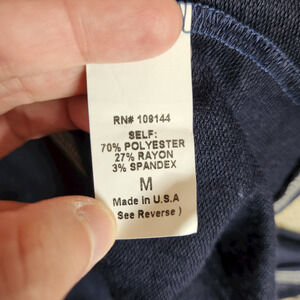 RN# 109144
SELF:
70% POLYESTER
27% RAYON
3% SPANDEX
M
Made in U.S.A
See Reverse )